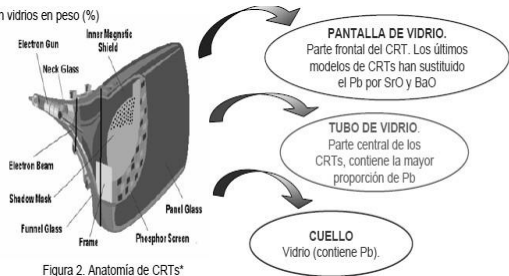 n vidrios en peso (%)
Inner Magnetic
Shield
Electron Gun
Neck Glass
Electron Beam
Shadow Mask
Funnel Glass
Frame
Phosphor Screen
Panel Glass
Figura 2. Anatomía de CRTs*
PANTALLA DE VIDRIO.
Parte frontal del CRT. Los últimos
modelos de CRTs han sustituido
el Pb por SrO y BaO
TUBO DE VIDRIO.
Parte central de los
CRTs, contiene la mayor
proporción de Pb
CUELLO
Vidrio (contiene Pb).